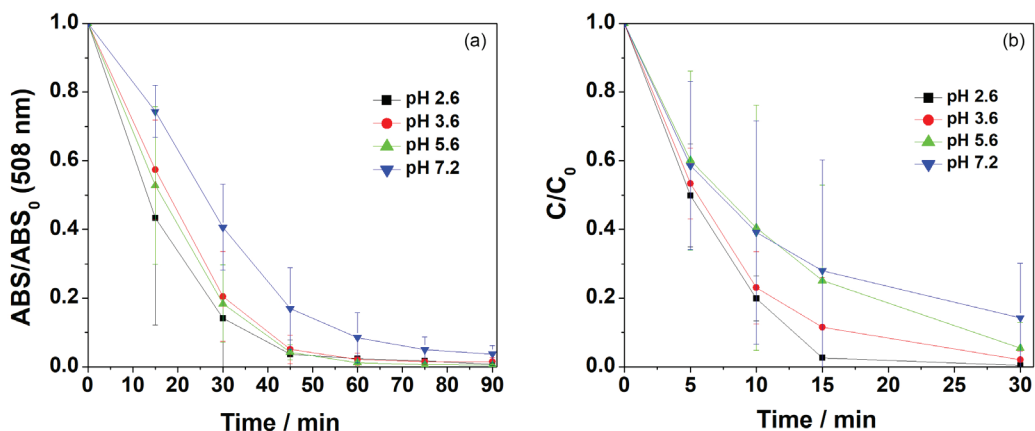 (a)
1.0
0.8
0.6
0.4
0.2
0.0
ABS/ABS₀ (508 nm)
pH 2.6
pH 3.6
pH 5.6
pH 7.2
0 10 20 30 40 50 60 70 80 90
Time / min
(b)
1.0
0.8
0.6
0.4
0.2
0.0
C/C₀
pH 2.6
pH 3.6
pH 5.6
pH 7.2
0 5 10 15 20 25 30
Time / min